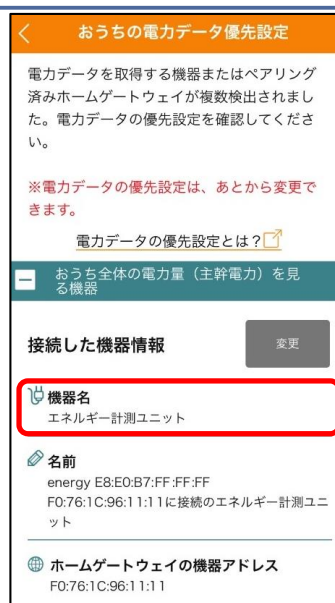 おうちの電力データ優先設定
電力データを取得する機器またはペアリング
済みホームゲートウェイが複数検出されまし
た。電力データの優先設定を確認してくださ
い。
※電力データの優先設定は、あとから変更で
きます。
電力データの優先設定とは？
おうち全体の電力量（主幹電力）を見
る機器
接続した機器情報
変更
機器名
エネルギー計測ユニット
名前
energy E8:E0:B7:FF:FF:FF
F0:76:1C:96:11:11に接続のエネルギー計測ユニ
ット
ホームゲートウェイの機器アドレス
F0:76:1C:96:11:11